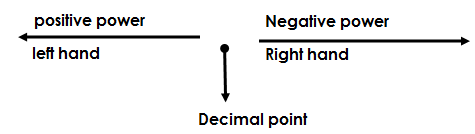 positive power
left hand
Negative power
Right hand
Decimal point